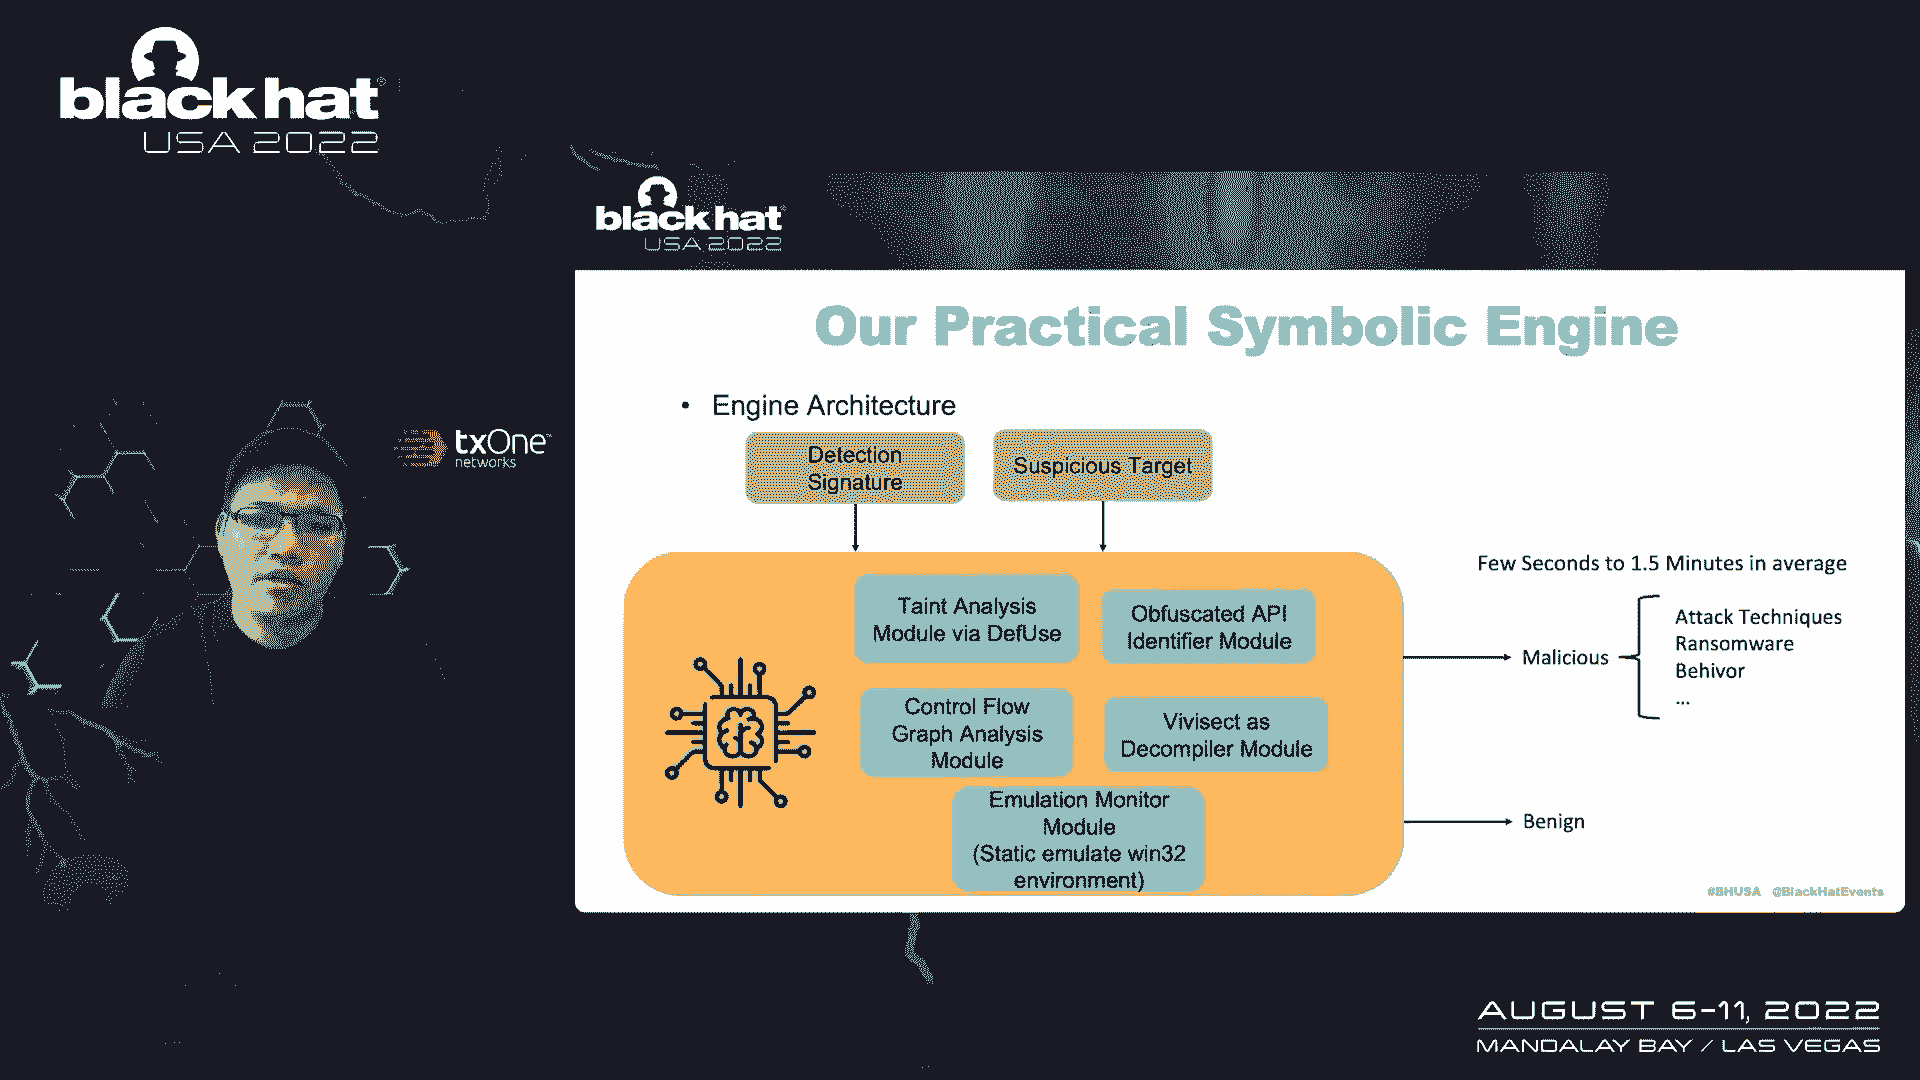 black hat
USA 2022
black hat
USA 2022
txOne™
networks
Our Practical Symbolic Engine
• Engine Architecture
Detection
Signature
Suspicious Target
Taint Analysis
Module via DefUse
Obfuscated API
Identifier Module
Control Flow
Graph Analysis
Module
Vivisect as
Decompiler Module
Emulation Monitor
Module
(Static emulate win32
environment)
Few Seconds to 1.5 Minutes in average
Malicious
Attack Techniques
Ransomware
Behivor
...
Benign
#BHUSA @BlackHatEvents
AUGUST 6-11, 2022
MANDALAY BAY / LAS VEGAS